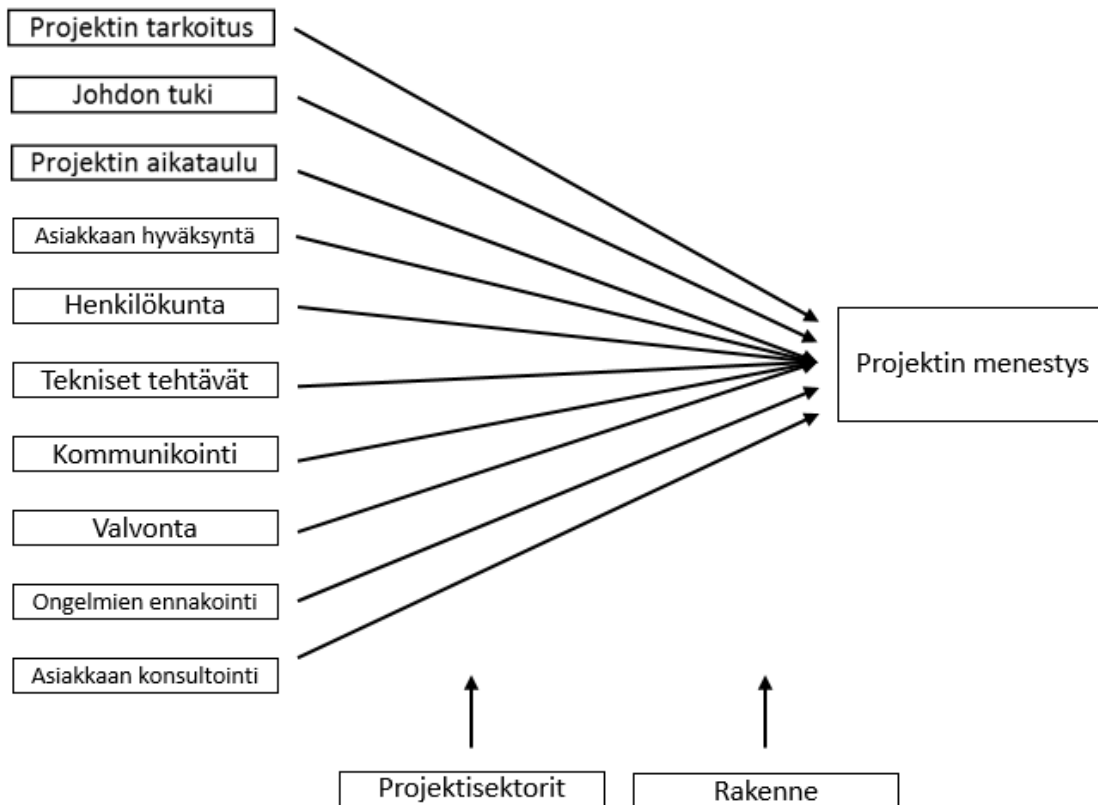 Projektin tarkoitus
Johdon tuki
Projektin aikataulu
Asiakkaan hyväksyntä
Henkilökunta
Tekniset tehtävät
Kommunikointi
Valvonta
Ongelmien ennakointi
Asiakkaan konsultointi
Projektin menestys
Projektisektorit
Rakenne